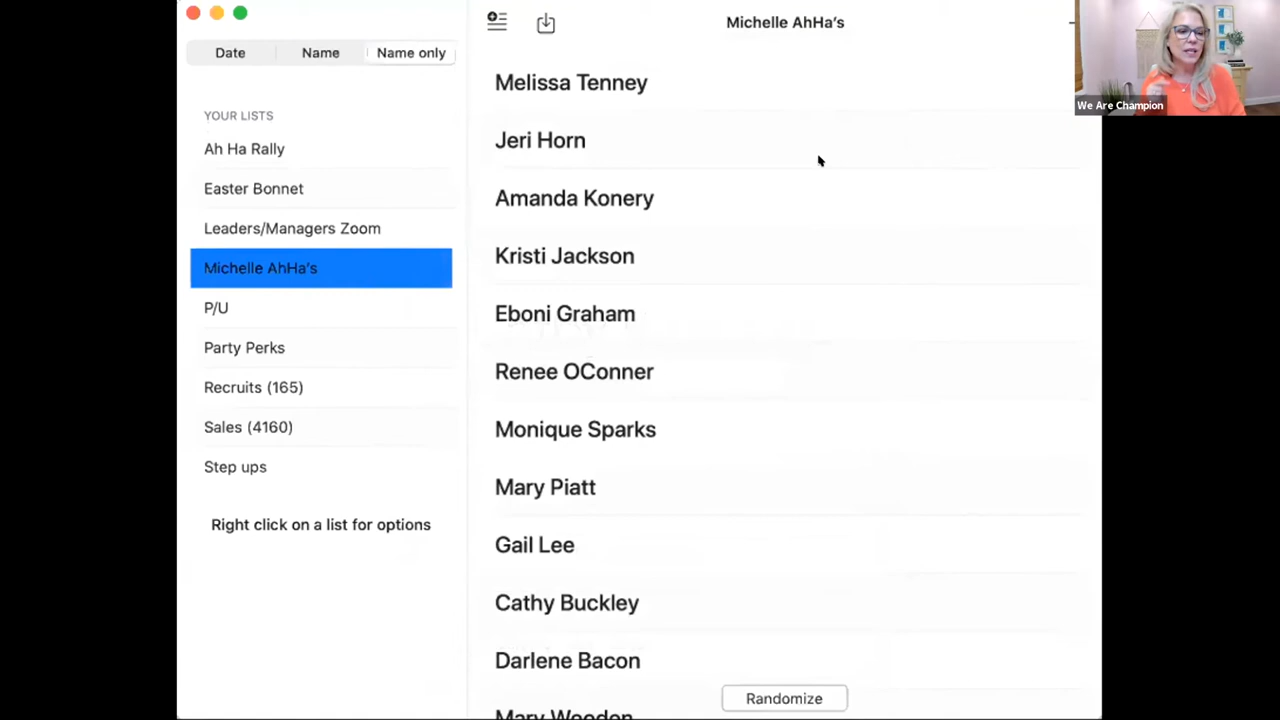 Date Name Name only
YOUR LISTS
Ah Ha Rally
Easter Bonnet
Leaders/Managers Zoom
Michelle AhHa's
P/U
Party Perks
Recruits (165)
Sales (4160)
Step ups
Right click on a list for options
Michelle AhHa's
Melissa Tenney
Jeri Horn
Amanda Konery
Kristi Jackson
Eboni Graham
Renee OConner
Monique Sparks
Mary Piatt
Gail Lee
Cathy Buckley
Darlene Bacon
Mary Wooden
Randomize
We Are Champion